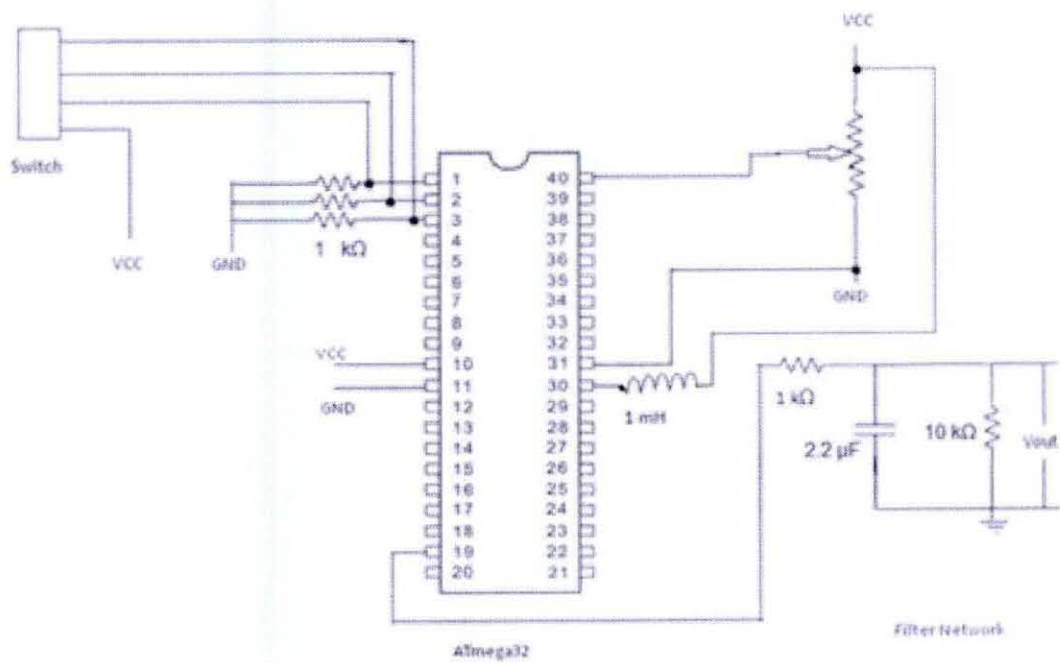 VCC
Switch
VCC
GND
1 kΩ
VCC
GND
1
2
3
4
5
6
7
8
9
10
11
12
13
14
15
16
17
18
19
20
40
39
38
37
36
35
34
33
32
31
30
29
28
27
26
25
24
23
22
21
GND
1 mH
1 kΩ
2.2 µF
10 kΩ
Vout
ATmega32
Filter Network